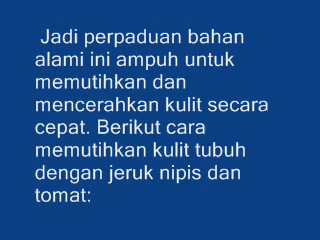 Jadi perpaduan bahan
alami ini ampuh untuk
memutihkan dan
mencerahkan kulit secara
cepat. Berikut cara
memutihkan kulit tubuh
dengan jeruk nipis dan
tomat: